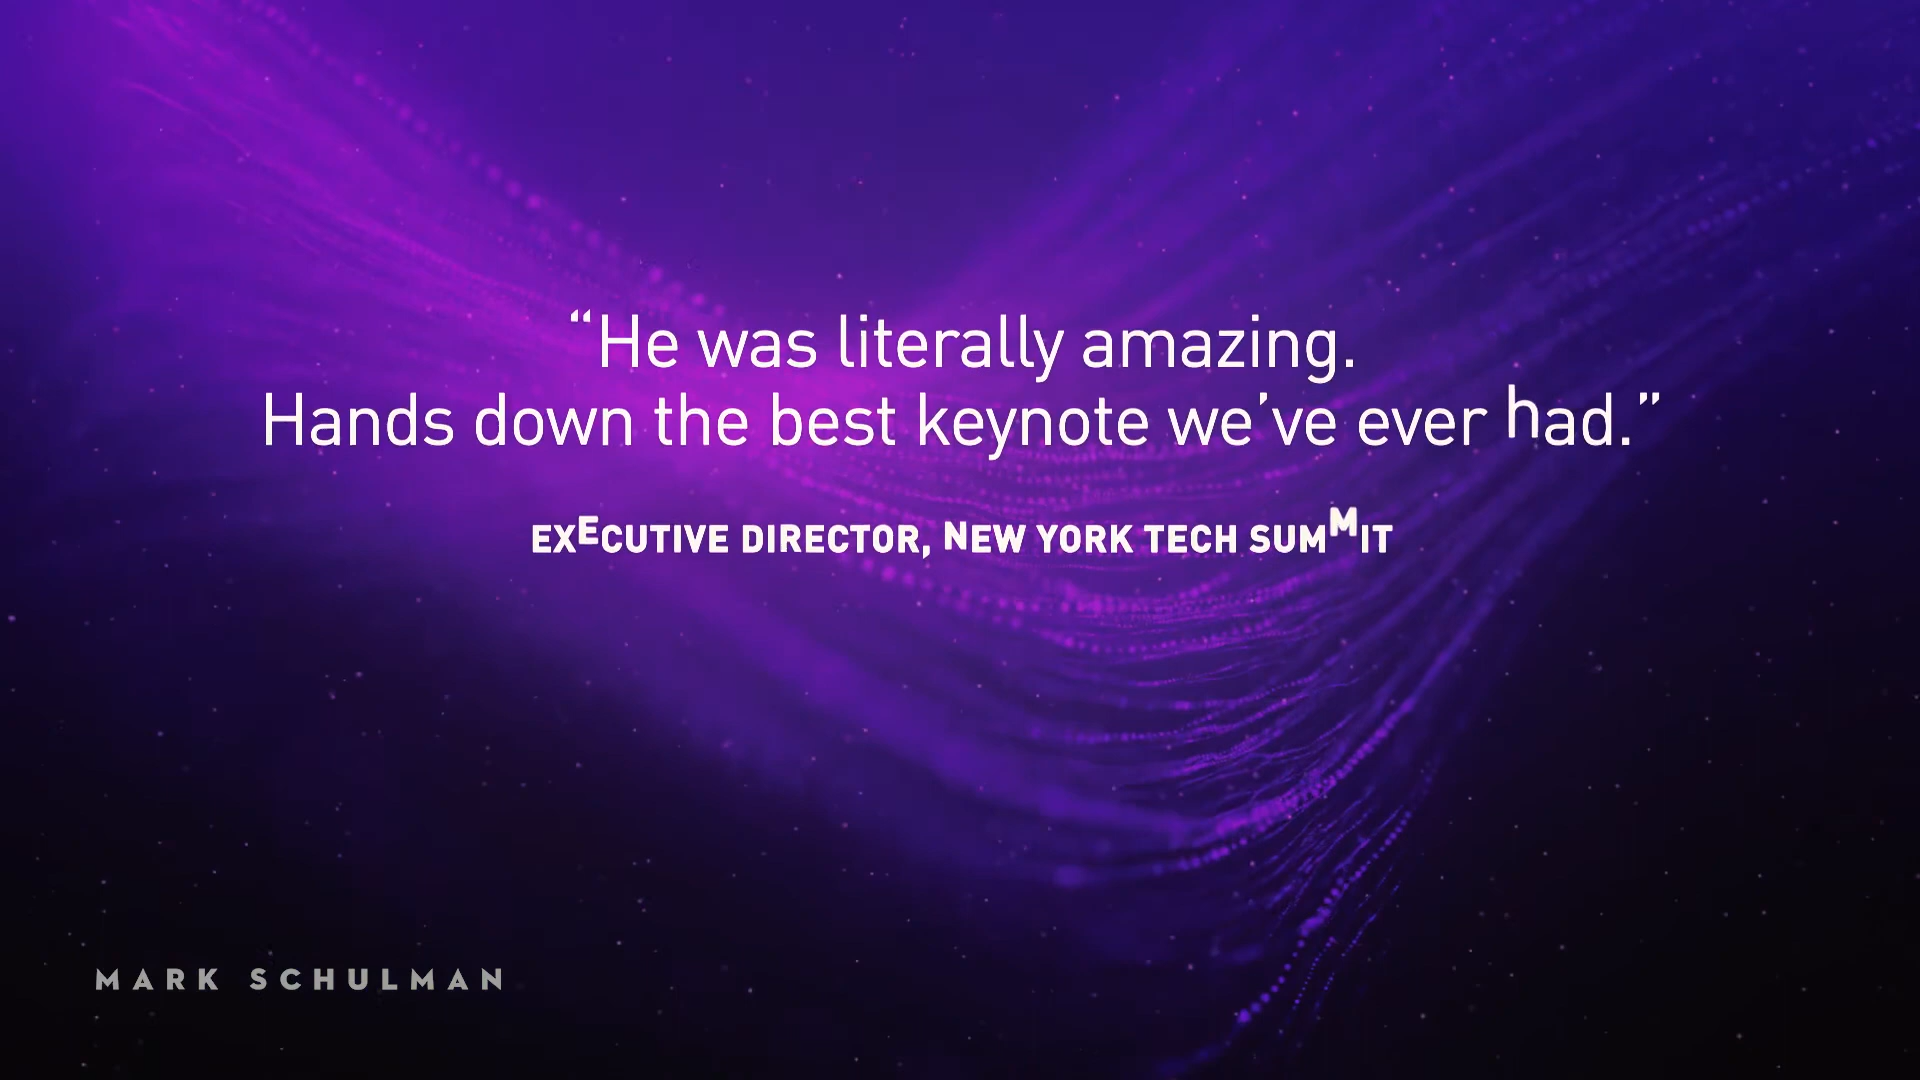 “He was literally amazing.
Hands down the best keynote we’ve ever had.”
EXECUTIVE DIRECTOR, NEW YORK TECH SUMMIT
MARK SCHULMAN